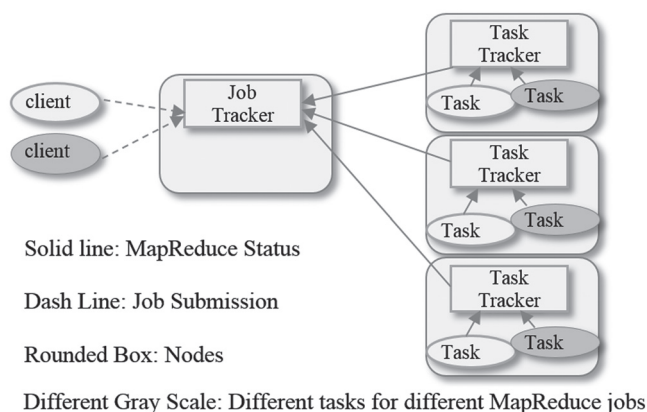 client
client
Job
Tracker
Task
Tracker
Task
Task
Task
Tracker
Task
Task
Task
Tracker
Task
Task
Solid line: MapReduce Status
Dash Line: Job Submission
Rounded Box: Nodes
Different Gray Scale: Different tasks for different MapReduce jobs